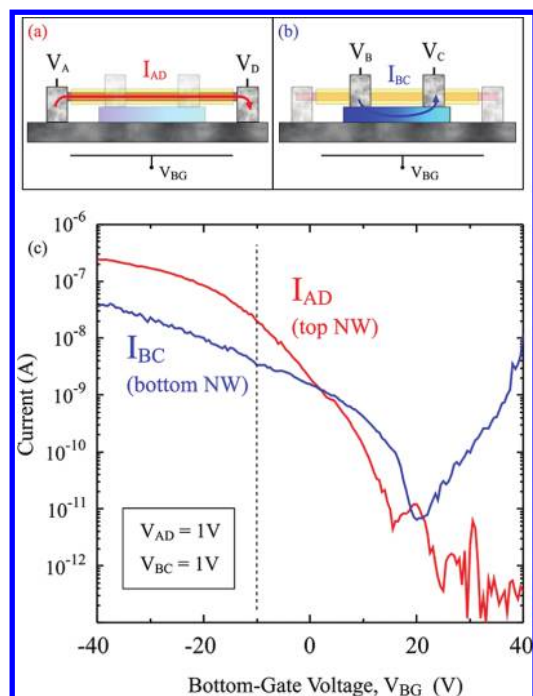 (a)
V_A
I_AD
V_D
V_BG
(b)
V_B
I_BC
V_C
V_BG
(c)
Current (A)
10^-6
10^-7
10^-8
10^-9
10^-10
10^-11
10^-12
I_AD
(top NW)
I_BC
(bottom NW)
V_AD = 1V
V_BC = 1V
-40 -20 0 20 40
Bottom-Gate Voltage, V_BG (V)